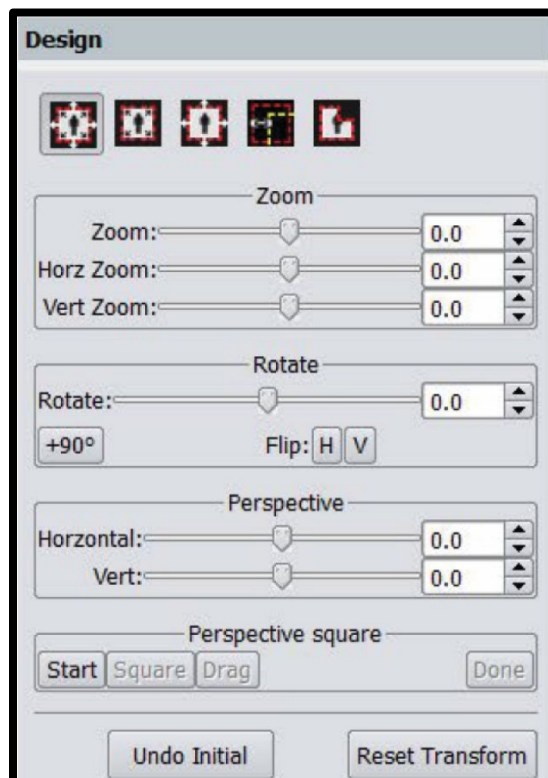 Design
Zoom
Zoom: 0.0
Horz Zoom: 0.0
Vert Zoom: 0.0
Rotate
Rotate: 0.0
+90° Flip: H V
Perspective
Horzontal: 0.0
Vert: 0.0
Perspective square
Start Square Drag Done
Undo Initial Reset Transform